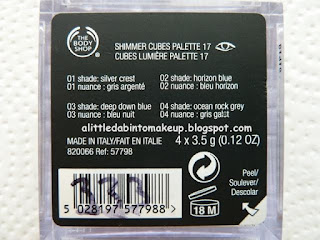 THE BODY SHOP
SHIMMER CUBES PALETTE 17
CUBES LUMIÈRE PALETTE 17
01 shade: silver crest
01 nuance : gris argenté
02 shade: horizon blue
02 nuance : bleu horizon
03 shade: deep down blue
03 nuance : bleu nuit
04 shade: ocean rock grey
04 nuance : gris galet
alittledabintomakeup.blogspot.com
MADE IN ITALY/FAIT EN ITALIE
4 x 3.5 g (0.12 OZ)
820066 Ref: 57798
Peel/
Soulever/
Descolar
18 M
5 028197 577988 >